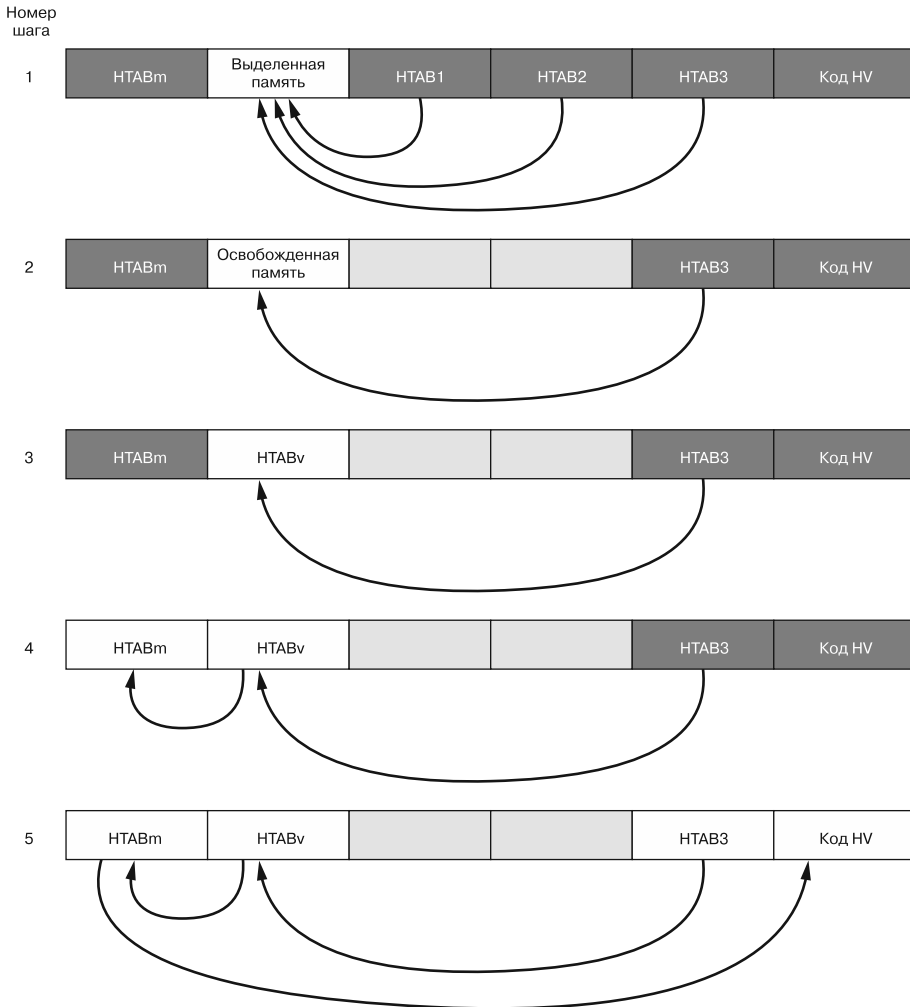 Номер
шага
1
HTABm
Выделенная
память
HTAB1
HTAB2
HTAB3
Код HV
2
HTABm
Освобожденная
память
HTAB3
Код HV
3
HTABm
HTABv
HTAB3
Код HV
4
HTABm
HTABv
HTAB3
Код HV
5
HTABm
HTABv
HTAB3
Код HV